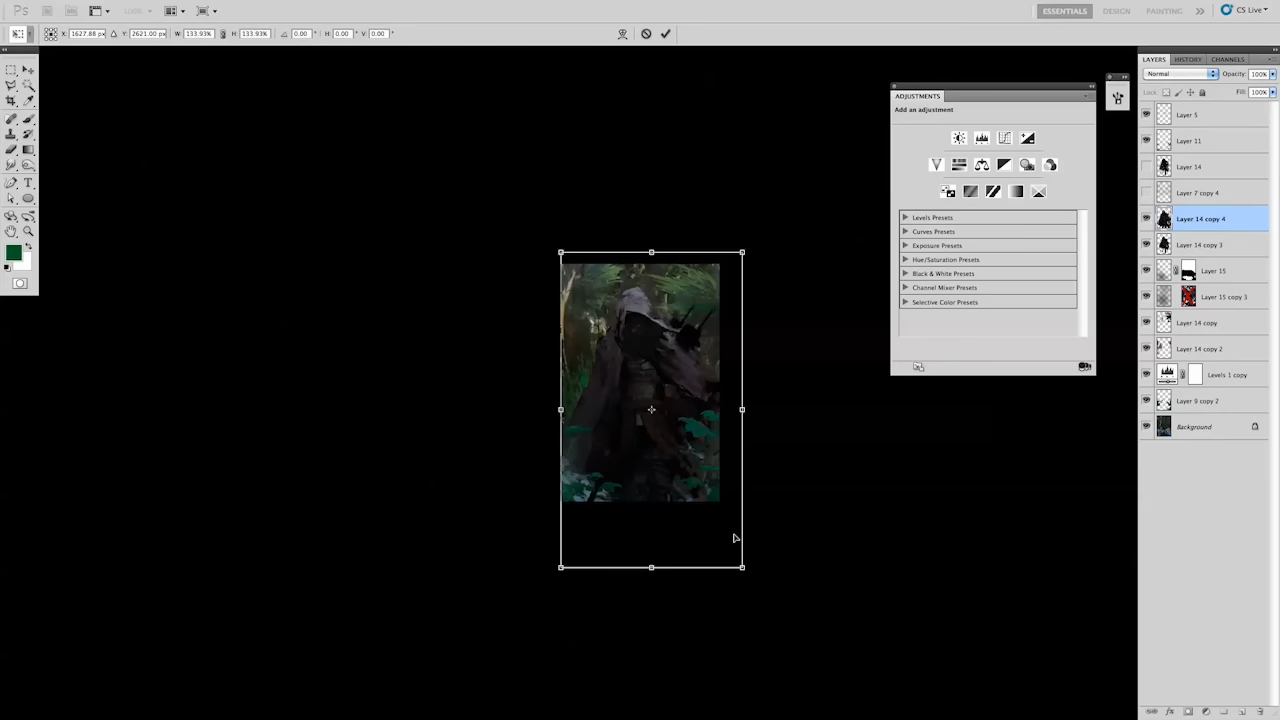 Ps
ESSENTIALS DESIGN PAINTING CS Live
X: 1627.88 px Y: 2621.00 px W: 133.93% H: 133.93% 0.00 ° H: 0.00 ° V: 0.00 °
LAYERS HISTORY CHANNELS
Normal Opacity: 100%
Lock: Fill: 100%
ADJUSTMENTS
Add an adjustment
Levels Presets
Curves Presets
Exposure Presets
Hue/Saturation Presets
Black & White Presets
Channel Mixer Presets
Selective Color Presets
Layer 5
Layer 11
Layer 14
Layer 7 copy 4
Layer 14 copy 4
Layer 14 copy 3
Layer 15
Layer 15 copy 3
Layer 14 copy
Layer 14 copy 2
Levels 1 copy
Layer 9 copy 2
Background